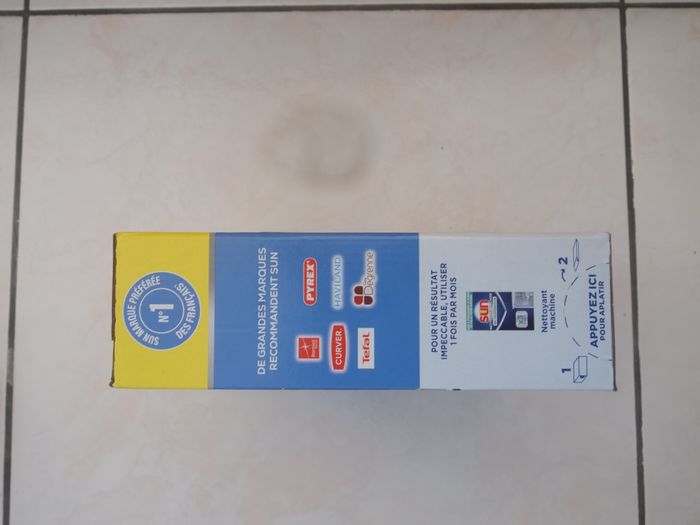 SUN MARQUE PRÉFÉRÉE
N°1
DES FRANÇAIS
DE GRANDES MARQUES
RECOMMANDENT SUN
PYREX
HAVILAND
Degrenne
CURVER
Tefal
POUR UN RÉSULTAT
IMPECCABLE, UTILISER
1 FOIS PAR MOIS
sun
Nettoyant
machine
1
2
APPUYEZ ICI
POUR APLATIR